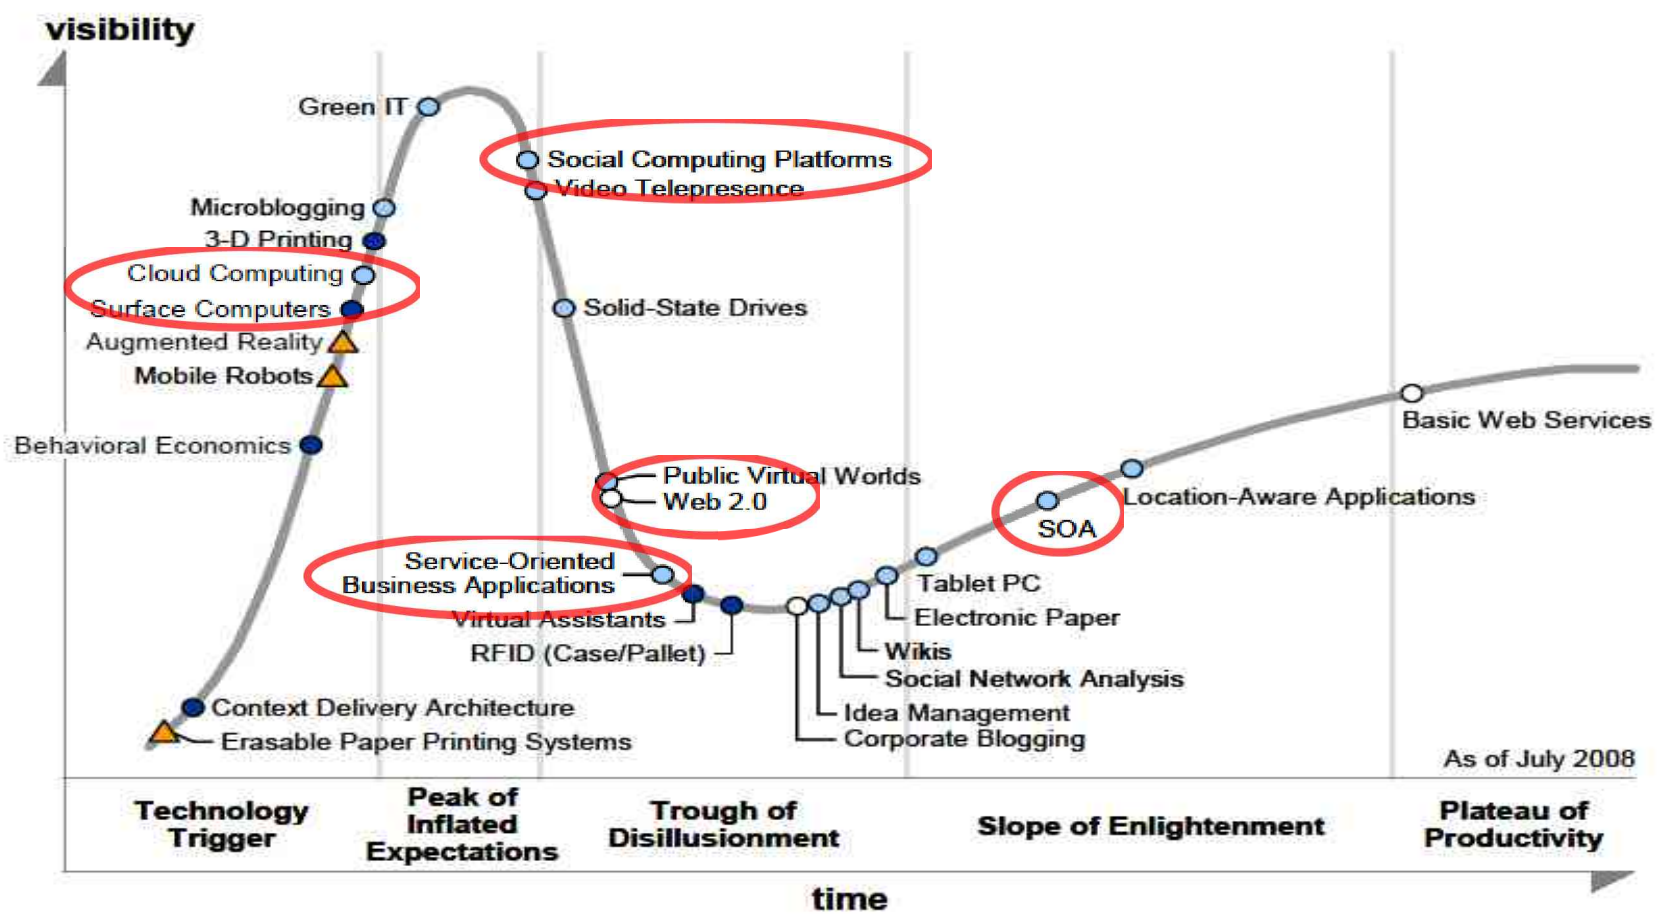 visibility
Green IT
Social Computing Platforms
Video Telepresence
Microblogging
3-D Printing
Cloud Computing
Surface Computers
Solid-State Drives
Augmented Reality
Mobile Robots
Behavioral Economics
Basic Web Services
Public Virtual Worlds
Web 2.0
Location-Aware Applications
SOA
Service-Oriented
Business Applications
Virtual Assistants
RFID (Case/Pallet)
Tablet PC
Electronic Paper
Wikis
Social Network Analysis
Idea Management
Corporate Blogging
Context Delivery Architecture
Erasable Paper Printing Systems
As of July 2008
Technology
Trigger
Peak of
Inflated
Expectations
Trough of
Disillusionment
Slope of Enlightenment
Plateau of
Productivity
time